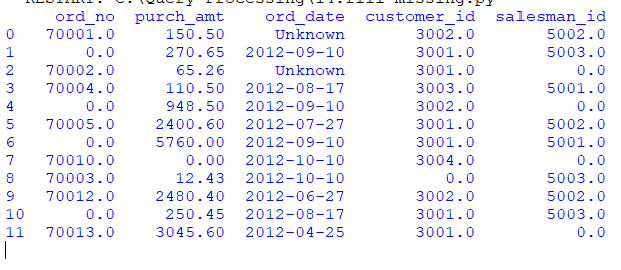 ord_no purch_amt ord_date customer_id salesman_id
0 70001.0 150.50 Unknown 3002.0 5002.0
1 0.0 270.65 2012-09-10 3001.0 5003.0
2 70002.0 65.26 Unknown 3001.0 0.0
3 70004.0 110.50 2012-08-17 3003.0 5001.0
4 0.0 948.50 2012-09-10 3002.0 0.0
5 70005.0 2400.60 2012-07-27 3001.0 5002.0
6 0.0 5760.00 2012-09-10 3001.0 5001.0
7 70010.0 0.00 2012-10-10 3004.0 0.0
8 70003.0 12.43 2012-10-10 0.0 5003.0
9 70012.0 2480.40 2012-06-27 3002.0 5002.0
10 0.0 250.45 2012-08-17 3001.0 5003.0
11 70013.0 3045.60 2012-04-25 3001.0 0.0